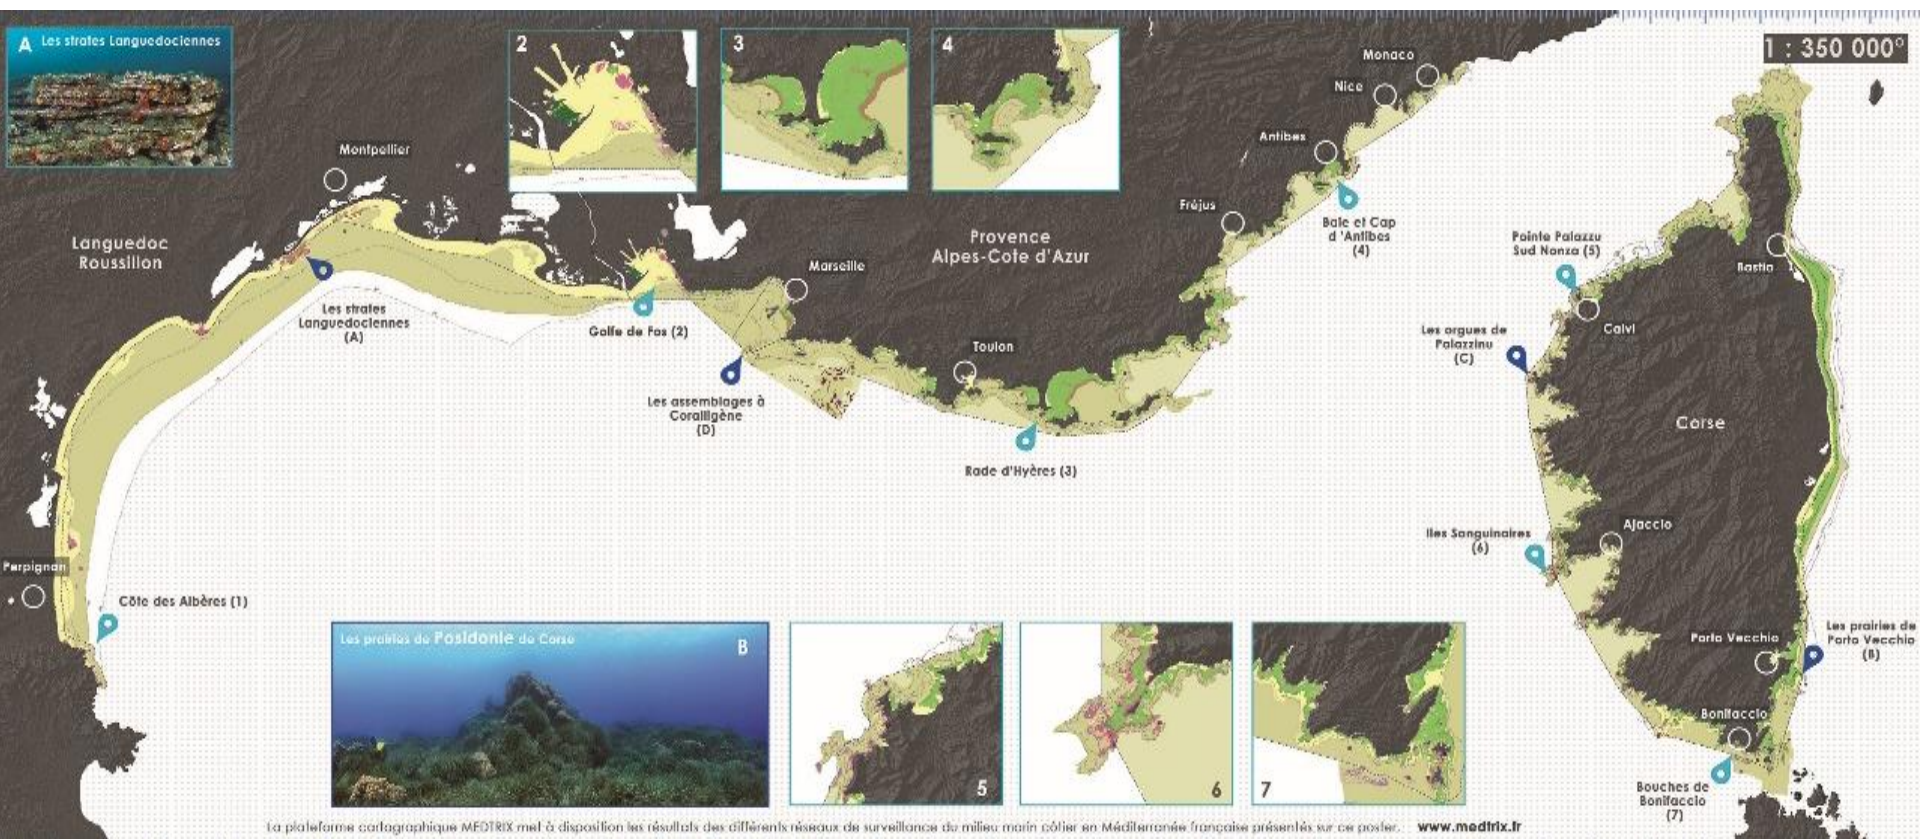 A Les strates Languedociennes
2
3
4
1 : 350 000°
Monaco
Nice
Antibes
Montpellier
Fréjus
Baie et Cap
d 'Antibes
(4)
Languedoc
Roussillon
Provence
Alpes-Cote d'Azur
Marseille
Pointe Palazzu
Sud Nonza (5)
Bastia
Les strates
Languedociennes
(A)
Golfe de Fos (2)
Toulon
Calvi
Les orgues de
Palazzinu
(C)
Les assemblages à
Coralligène
(D)
Rade d'Hyères (3)
Corse
Iles Sanguinaires
(6)
Ajaccio
Perpignan
Côte des Albères (1)
Les prairies de Posidonie de Corse
B
5
6
7
Porto Vecchio
Les prairies de
Porto Vecchio
(B)
Bonifaccio
Bouches de
Bonifaccio
(7)
La plateforme cartographique MEDTRIX met à disposition les résultats des différents réseaux de surveillance du milieu marin côtier en Méditerranée française présentés sur ce poster. www.medtrix.fr